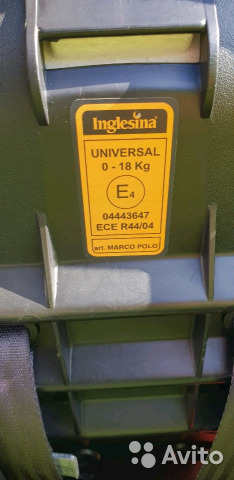 Inglesina
UNIVERSAL
0 - 18 Kg
E4
04443647
ECE R44/04
art. MARCO POLO
Avito